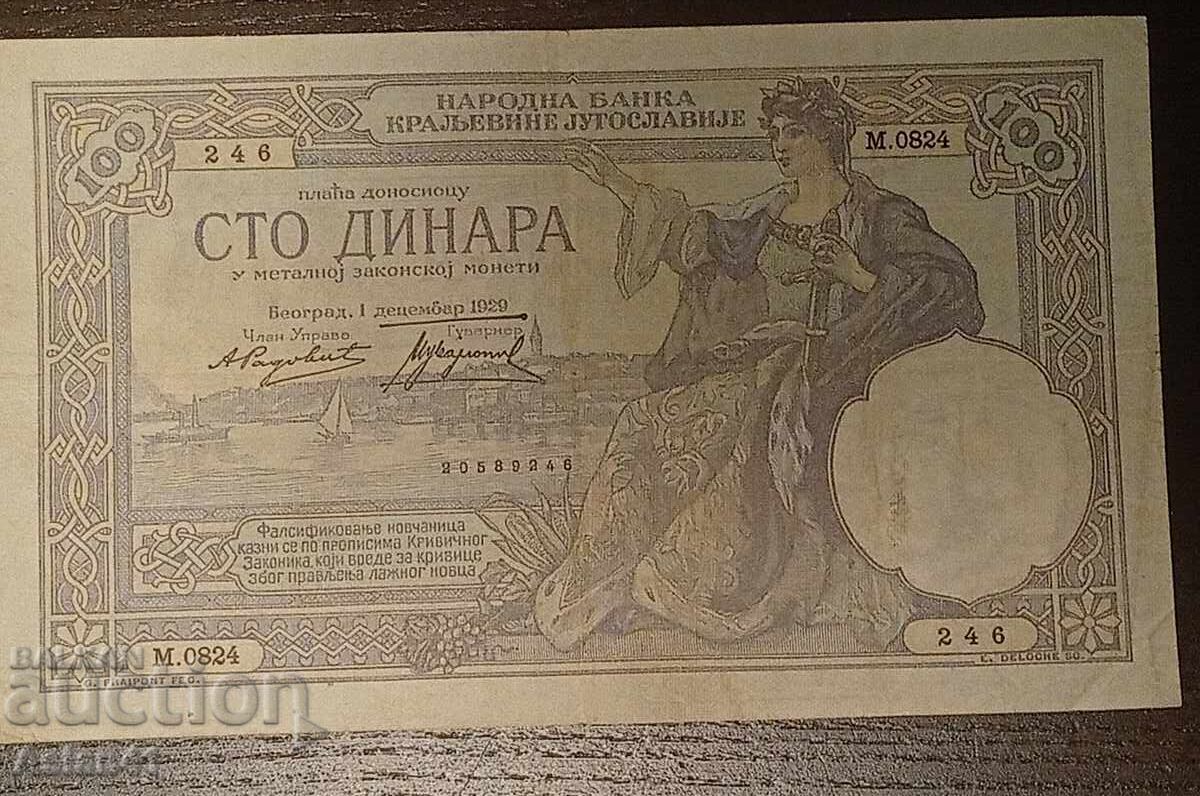 НАРОДНА БАНКА
КРАЉЕВИНЕ ЈУГОСЛАВИЈЕ
100
246
М.0824
100
плаћа доносиоцу
СТО ДИНАРА
у металној законској монети
Београд, 1 децембар 1929
Члан Управе
Гувернер
А Радовић
20589246
Фалсификовање новчаница
казни се по прописима Кривичног
Законика, који вреде за кривице
због прављења лажног новца
М.0824
246
G. FRAIPONT FEC.
E. DELOCHE SC.
BALKAN
auction